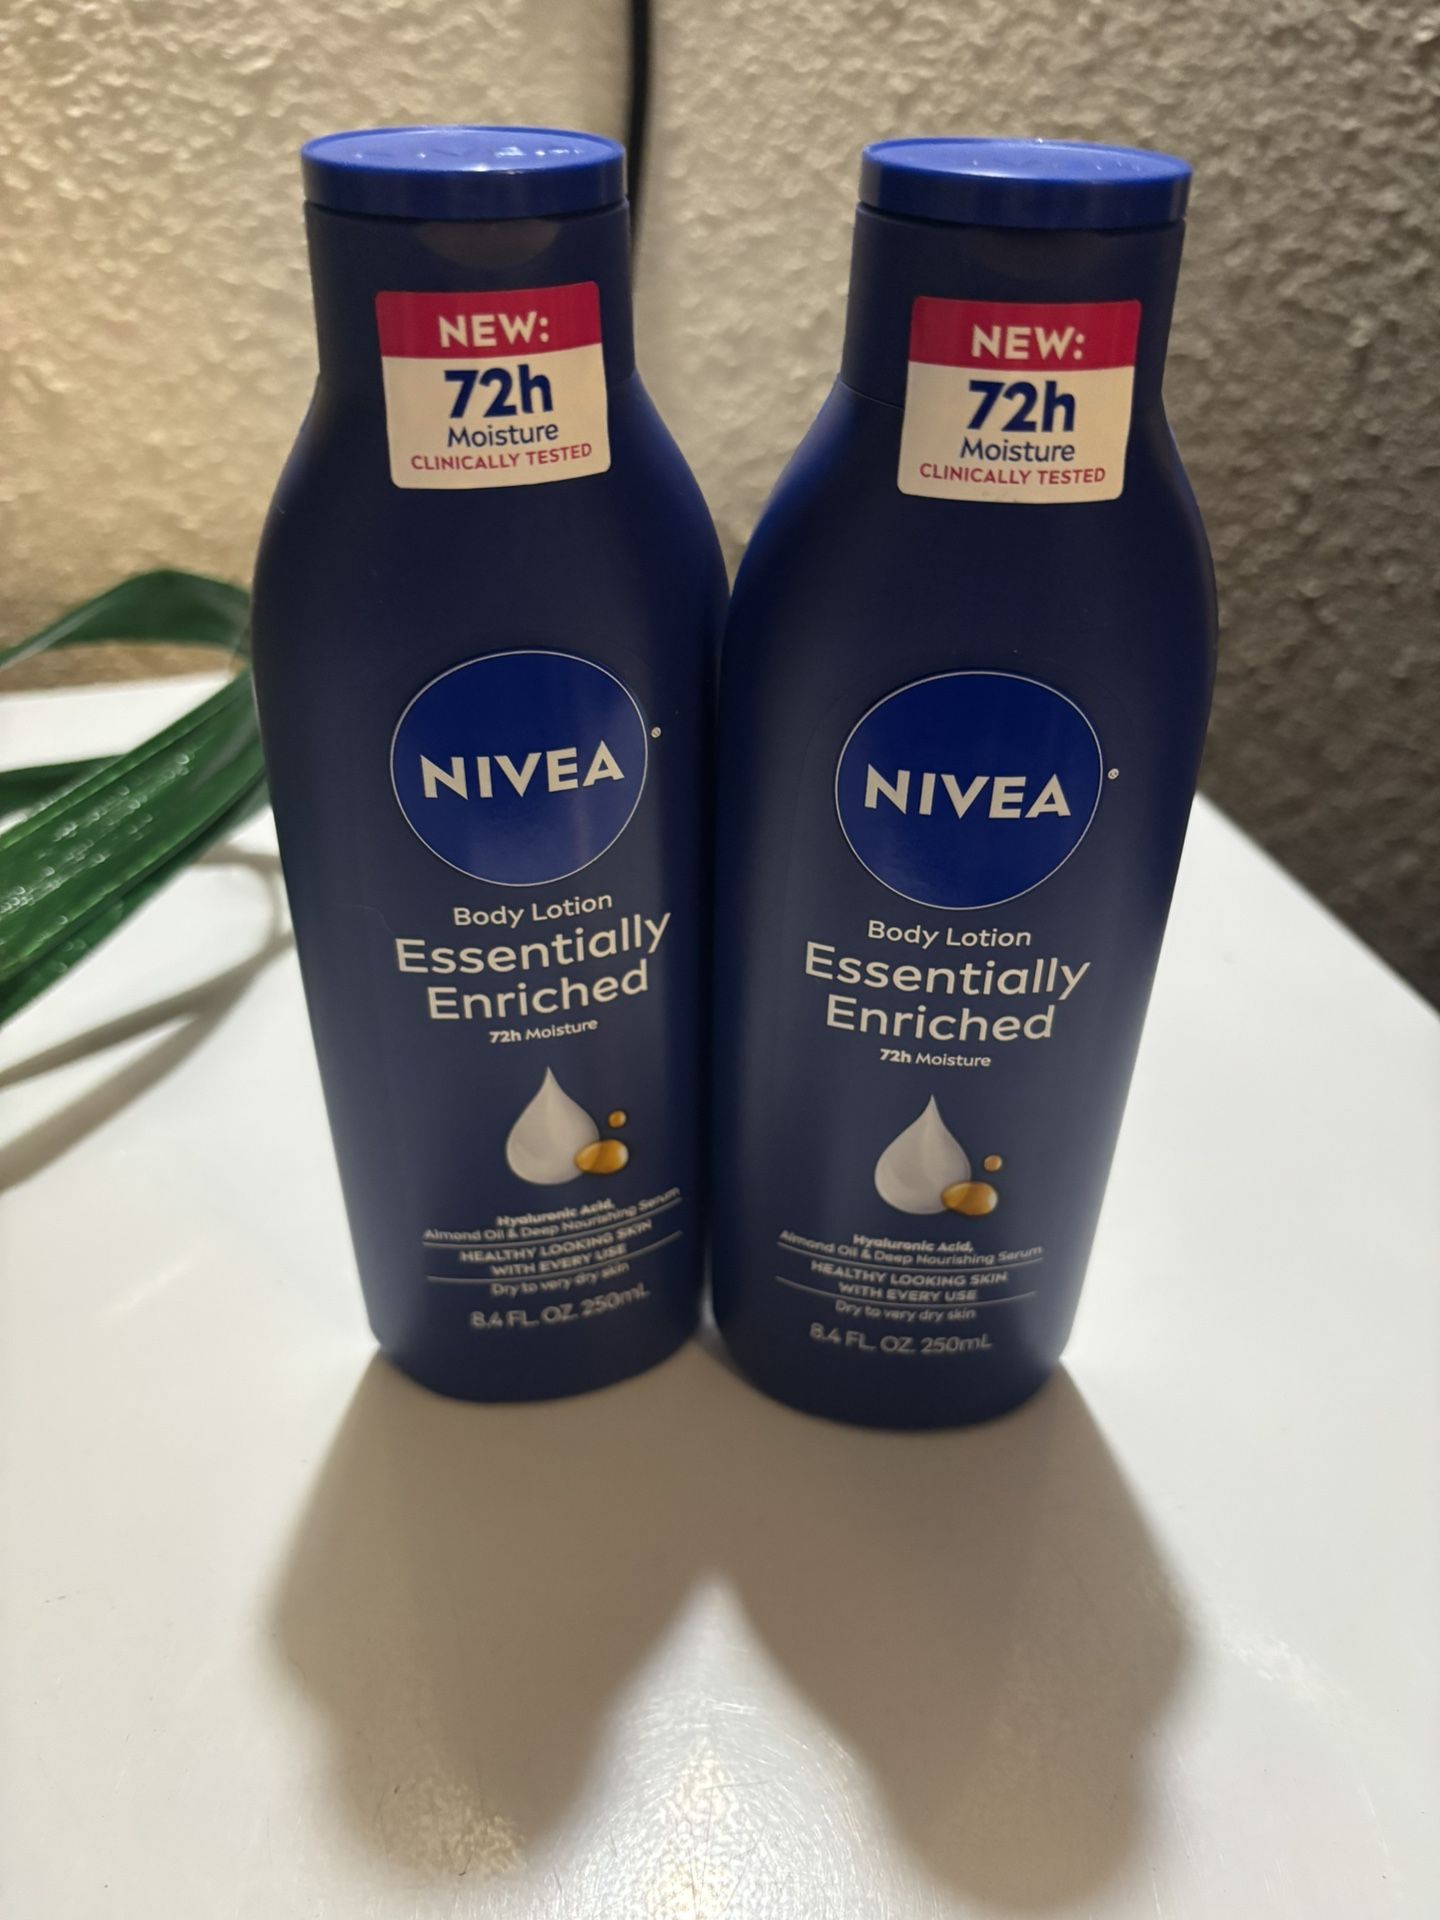 NEW:
72h
Moisture
CLINICALLY TESTED
NIVEA®
Body Lotion
Essentially
Enriched
72h Moisture
Hyaluronic Acid,
Almond Oil & Deep Nourishing Serum
HEALTHY LOOKING SKIN
WITH EVERY USE
Dry to very dry skin
8.4 FL. OZ. 250mL
NEW:
72h
Moisture
CLINICALLY TESTED
NIVEA®
Body Lotion
Essentially
Enriched
72h Moisture
Hyaluronic Acid,
Almond Oil & Deep Nourishing Serum
HEALTHY LOOKING SKIN
WITH EVERY USE
Dry to very dry skin
8.4 FL. OZ. 250mL